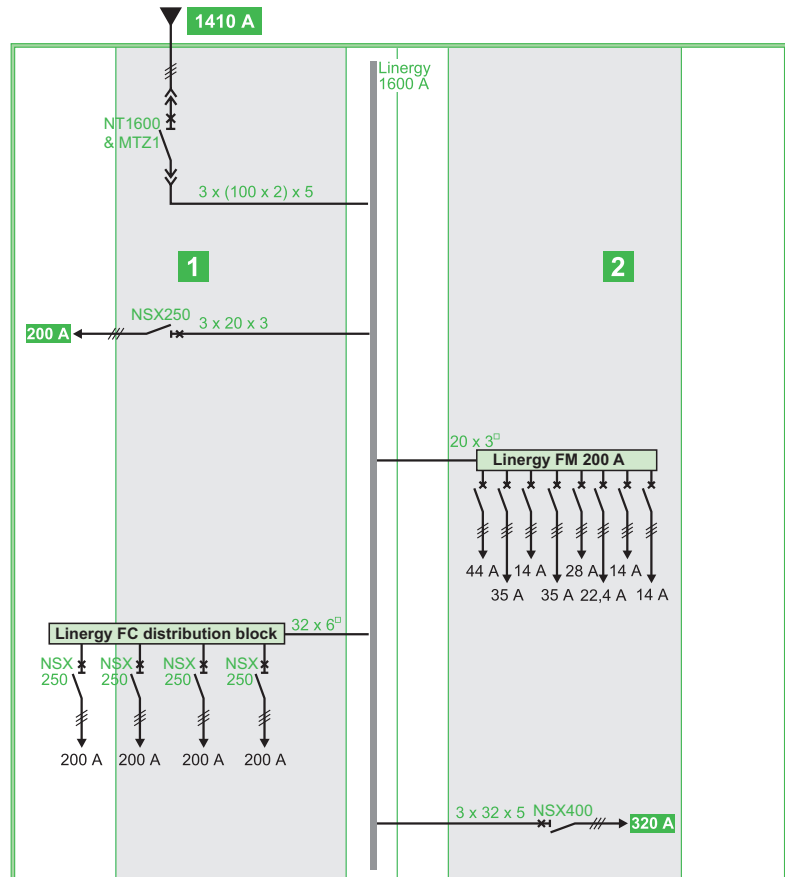 1410 A
Linergy
1600 A
NT1600
& MTZ1
3 x (100 x 2) x 5
1
2
NSX250
3 x 20 x 3
200 A
20 x 3□
Linergy FM 200 A
44 A
14 A
28 A
14 A
35 A
35 A
22,4 A
14 A
32 x 6□
Linergy FC distribution block
NSX
250
NSX
250
NSX
250
NSX
250
200 A
200 A
200 A
200 A
3 x 32 x 5
NSX400
320 A